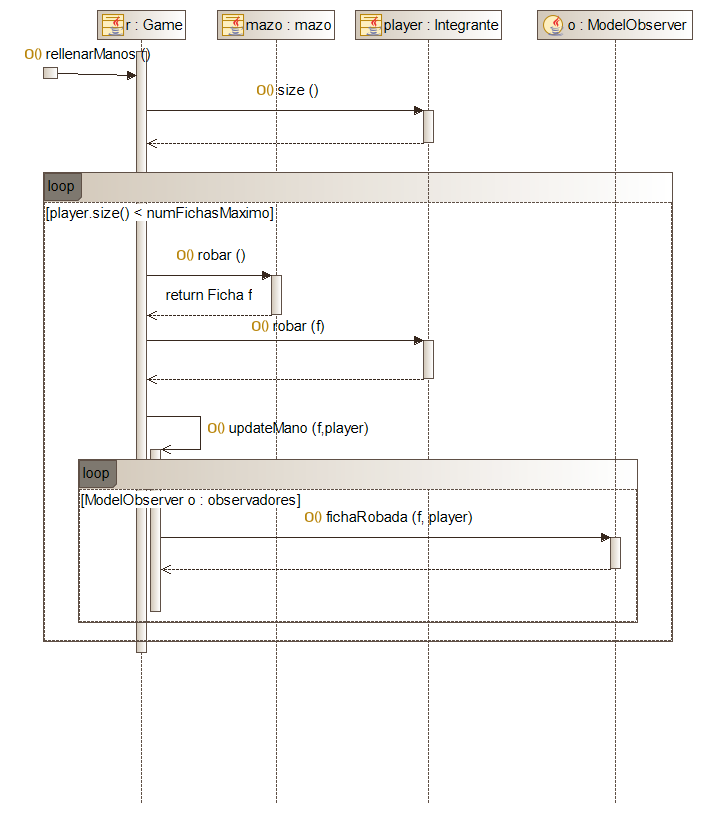 r : Game
mazo : mazo
player : Integrante
o : ModelObserver
O() rellenarManos ()
O() size ()
loop
[player.size() < numFichasMaximo]
O() robar ()
return Ficha f
O() robar (f)
O() updateMano (f,player)
loop
[ModelObserver o : observadores]
O() fichaRobada (f, player)